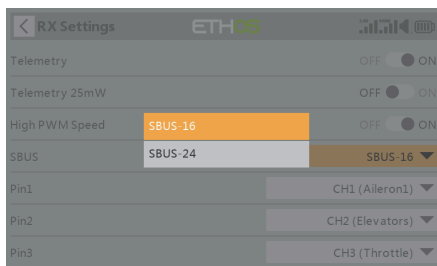 RX Settings ETHOS
Telemetry OFF ON
Telemetry 25mW OFF ON
High PWM Speed OFF ON
SBUS-16
SBUS-24
SBUS SBUS-16
Pin1 CH1 (Aileron1)
Pin2 CH2 (Elevators)
Pin3 CH3 (Throttle)